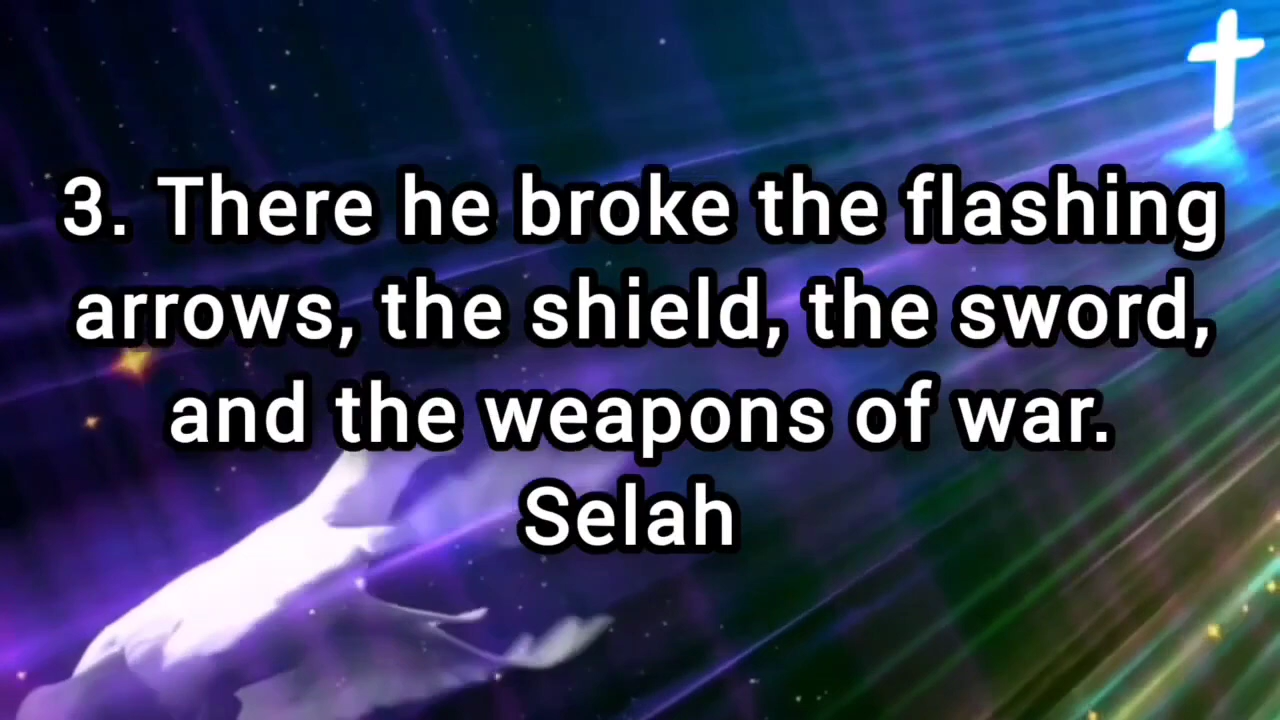 3. There he broke the flashing
arrows, the shield, the sword,
and the weapons of war.
Selah